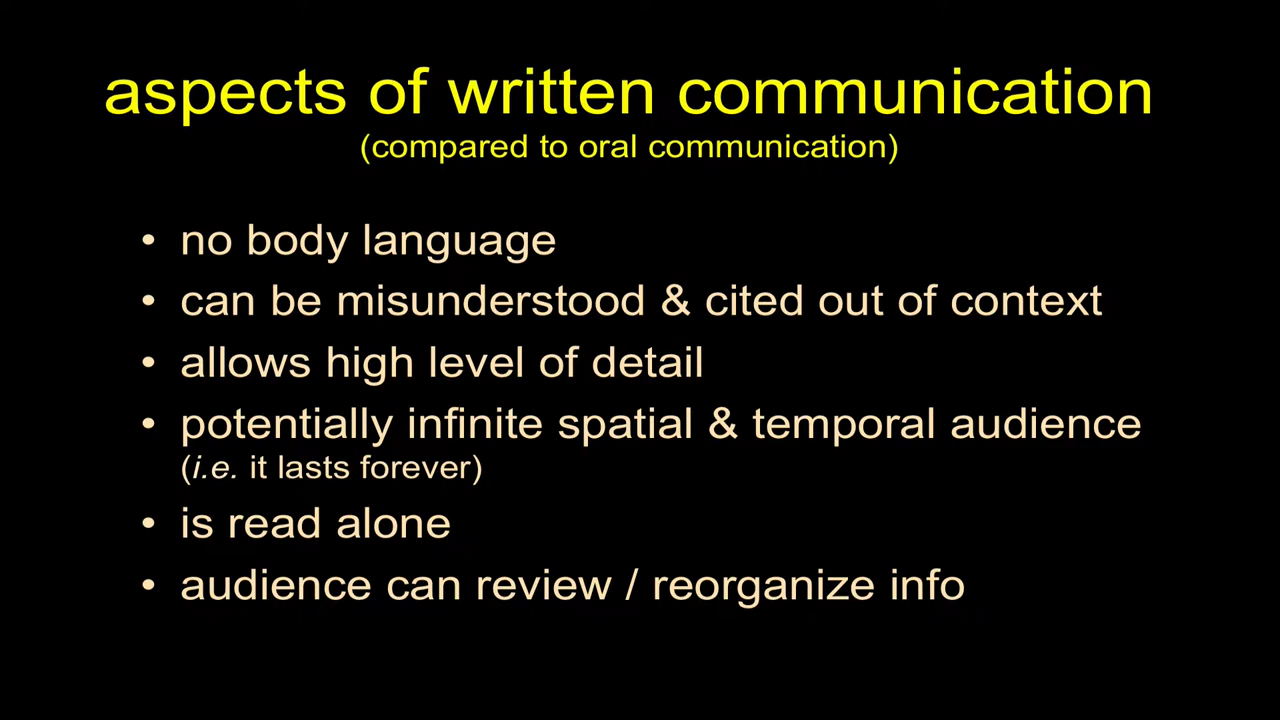 aspects of written communication
(compared to oral communication)
• no body language
• can be misunderstood & cited out of context
• allows high level of detail
• potentially infinite spatial & temporal audience
(i.e. it lasts forever)
• is read alone
• audience can review / reorganize info